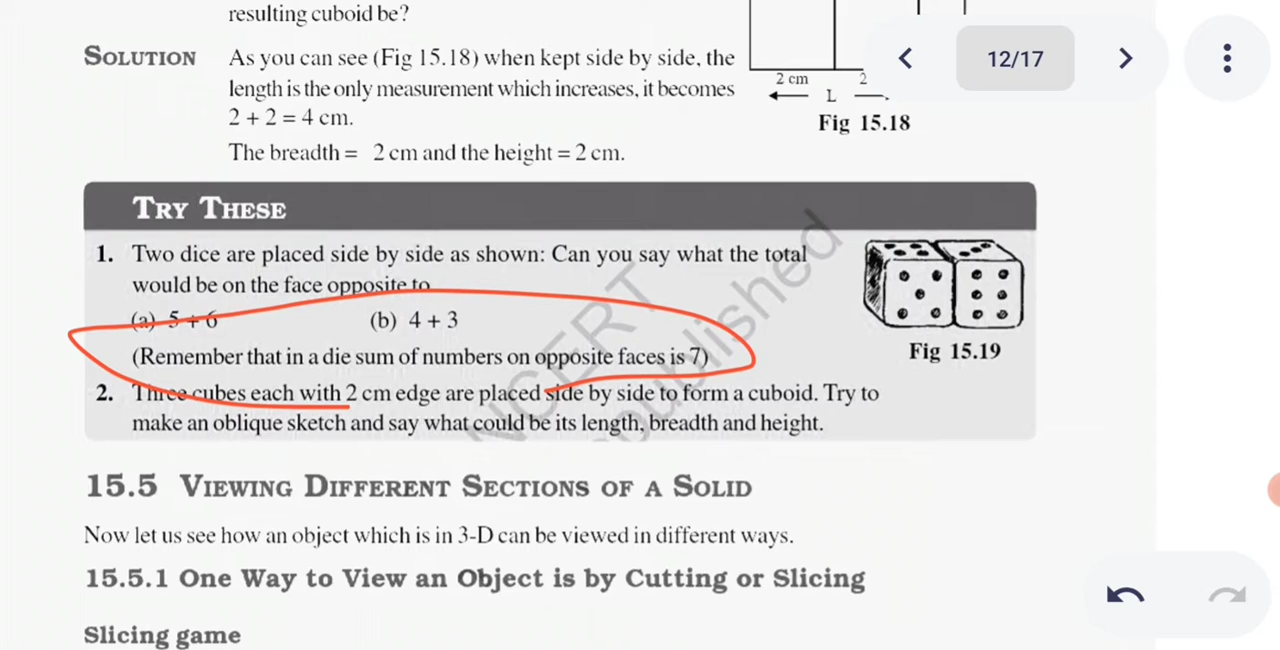 resulting cuboid be?
SOLUTION As you can see (Fig 15.18) when kept side by side, the
length is the only measurement which increases, it becomes
2 + 2 = 4 cm.
The breadth = 2 cm and the height = 2 cm.
2 cm 2
L
Fig 15.18
12/17
TRY THESE
1. Two dice are placed side by side as shown: Can you say what the total
would be on the face opposite to
(a) 5 + 6 (b) 4 + 3
(Remember that in a die sum of numbers on opposite faces is 7)
Fig 15.19
2. Three cubes each with 2 cm edge are placed side by side to form a cuboid. Try to
make an oblique sketch and say what could be its length, breadth and height.
NCERT
15.5 VIEWING DIFFERENT SECTIONS OF A SOLID
Now let us see how an object which is in 3-D can be viewed in different ways.
15.5.1 One Way to View an Object is by Cutting or Slicing
Slicing game